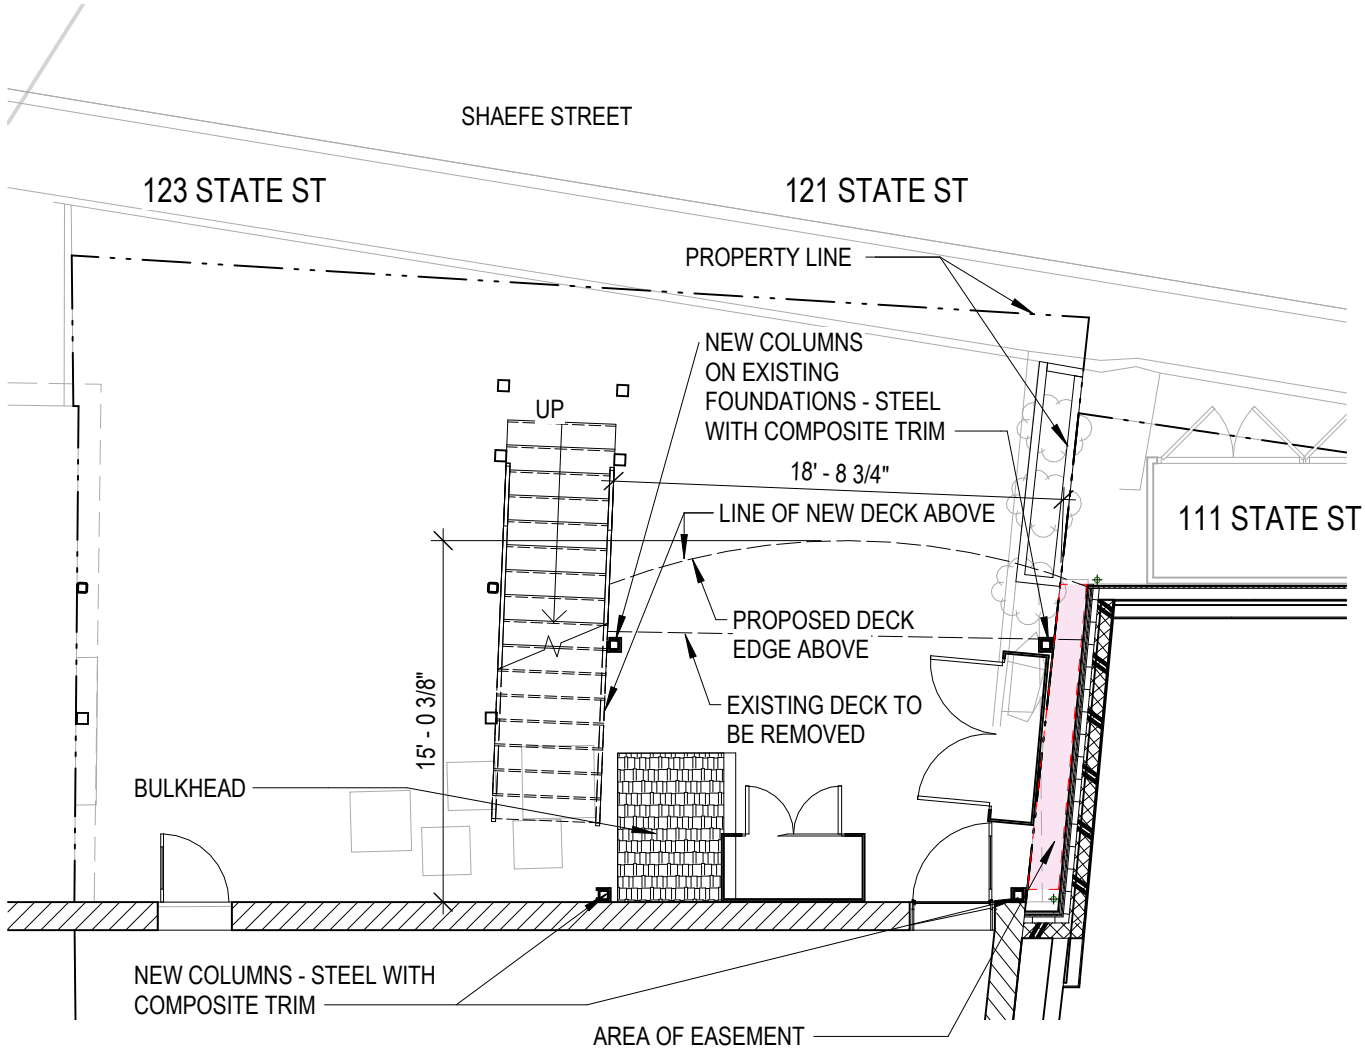 SHAEFE STREET
123 STATE ST
121 STATE ST
PROPERTY LINE
NEW COLUMNS
ON EXISTING
FOUNDATIONS - STEEL
WITH COMPOSITE TRIM
UP
18' - 8 3/4"
LINE OF NEW DECK ABOVE
111 STATE ST
PROPOSED DECK
EDGE ABOVE
15' - 0 3/8"
EXISTING DECK TO
BE REMOVED
BULKHEAD
NEW COLUMNS - STEEL WITH
COMPOSITE TRIM
AREA OF EASEMENT